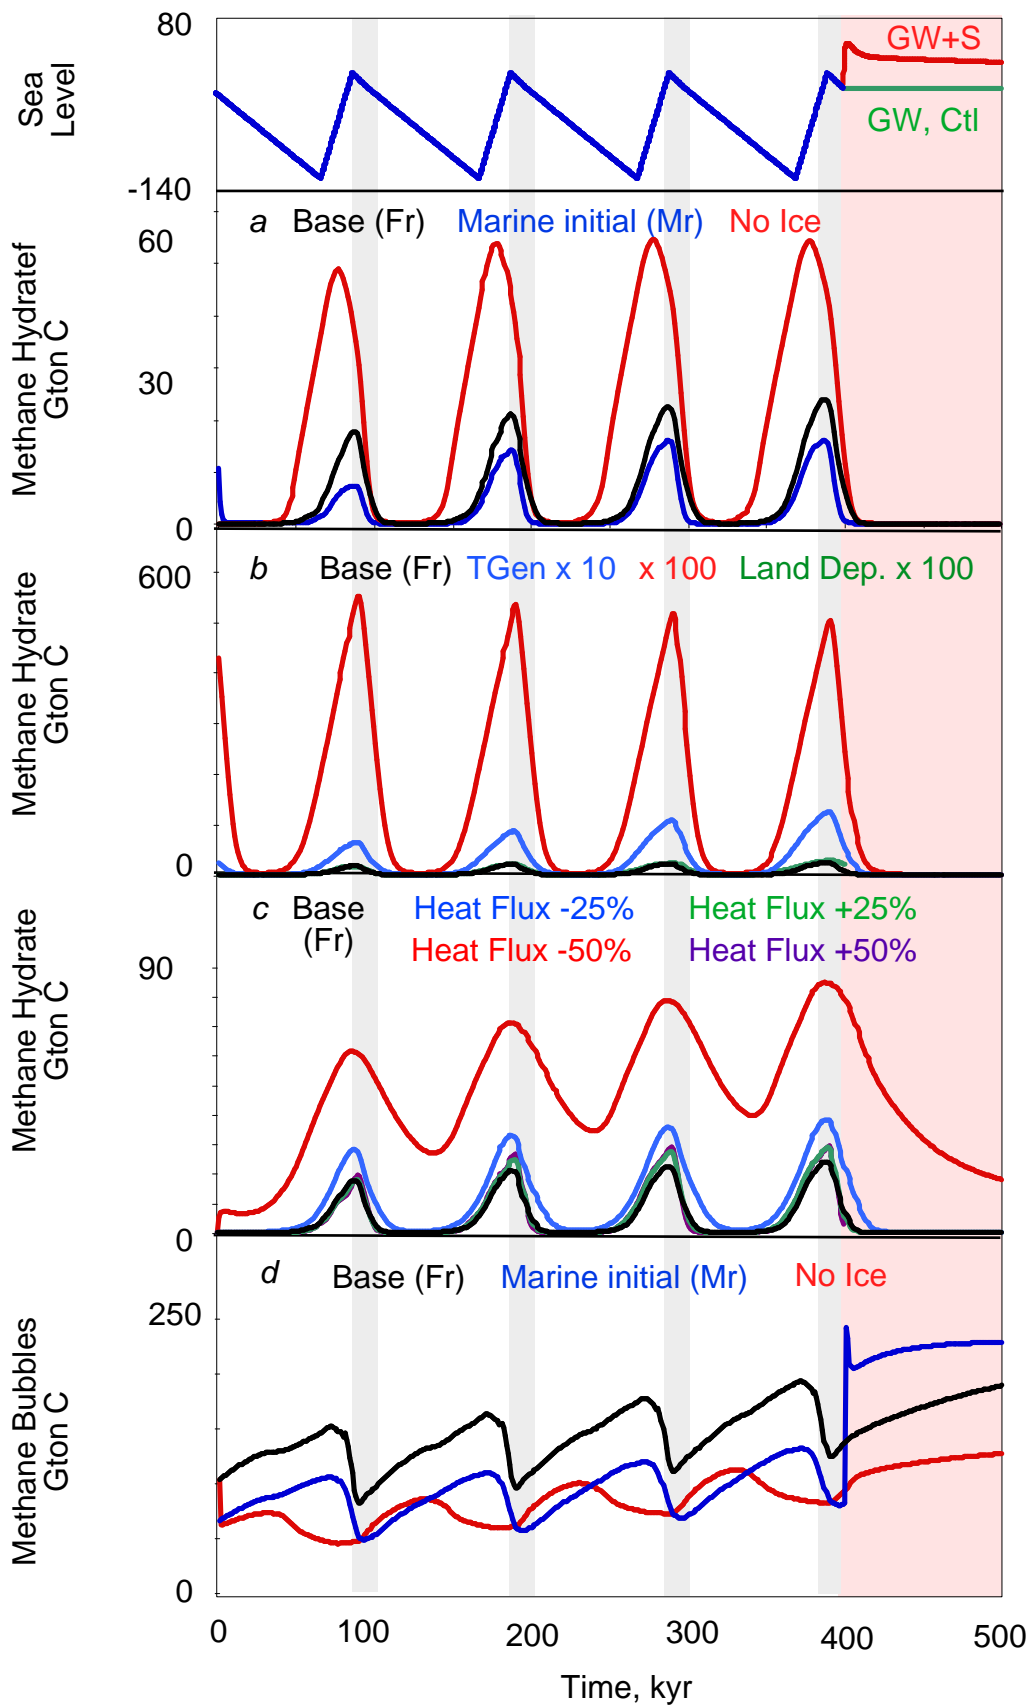 80
Sea
Level
-140
GW+S
GW, Ctl
a Base (Fr) Marine initial (Mr) No Ice
Methane Hydratef
Gton C
60
30
0
b Base (Fr) TGen x 10 x 100 Land Dep. x 100
Methane Hydrate
Gton C
600
0
c Base
(Fr)
Heat Flux -25% Heat Flux +25%
Heat Flux -50% Heat Flux +50%
Methane Hydrate
Gton C
90
0
d Base (Fr) Marine initial (Mr) No Ice
Methane Bubbles
Gton C
250
0
0 100 200 300 400 500
Time, kyr